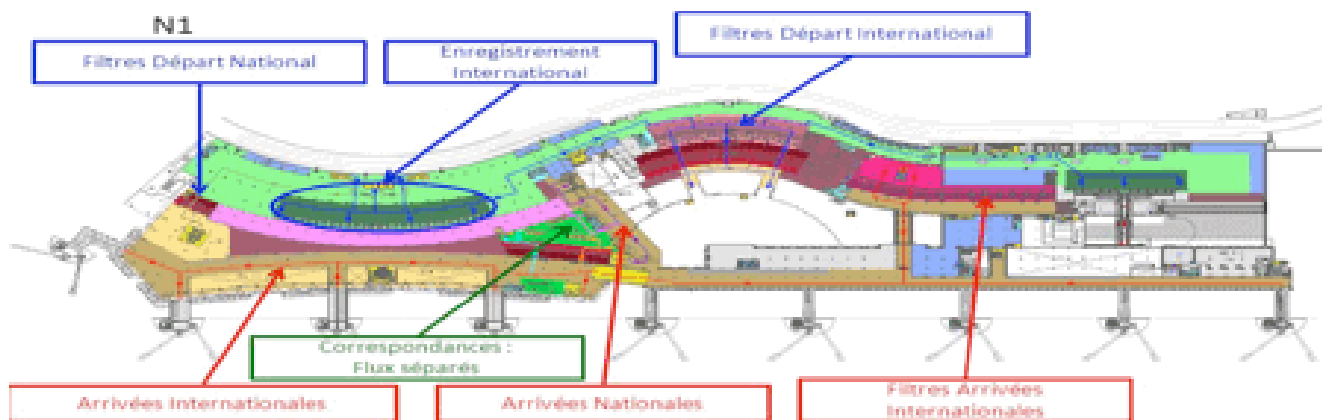 N1
Filtres Départ National
Enregistrement
International
Filtres Départ International
Correspondances :
Flux séparés
Arrivées Internationales
Arrivées Nationales
Filtres Arrivées
Internationales